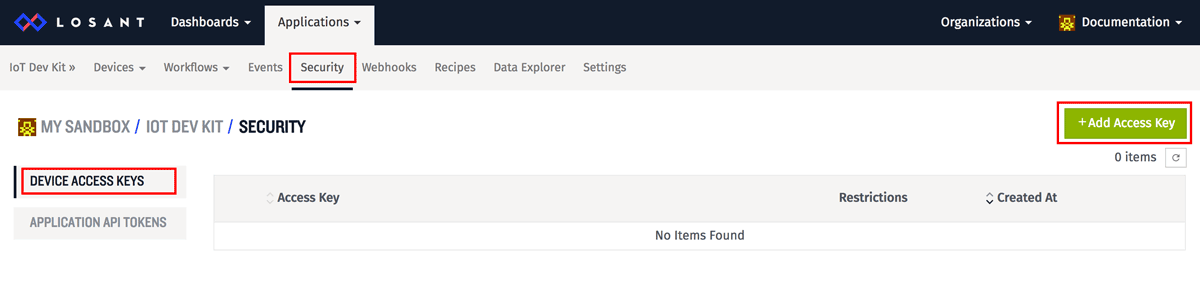 LOSANT Dashboards Applications Organizations Documentation
IoT Dev Kit » Devices Workflows Events Security Webhooks Recipes Data Explorer Settings
MY SANDBOX / IOT DEV KIT / SECURITY
+Add Access Key
0 items
DEVICE ACCESS KEYS
APPLICATION API TOKENS
Access Key Restrictions Created At
No Items Found